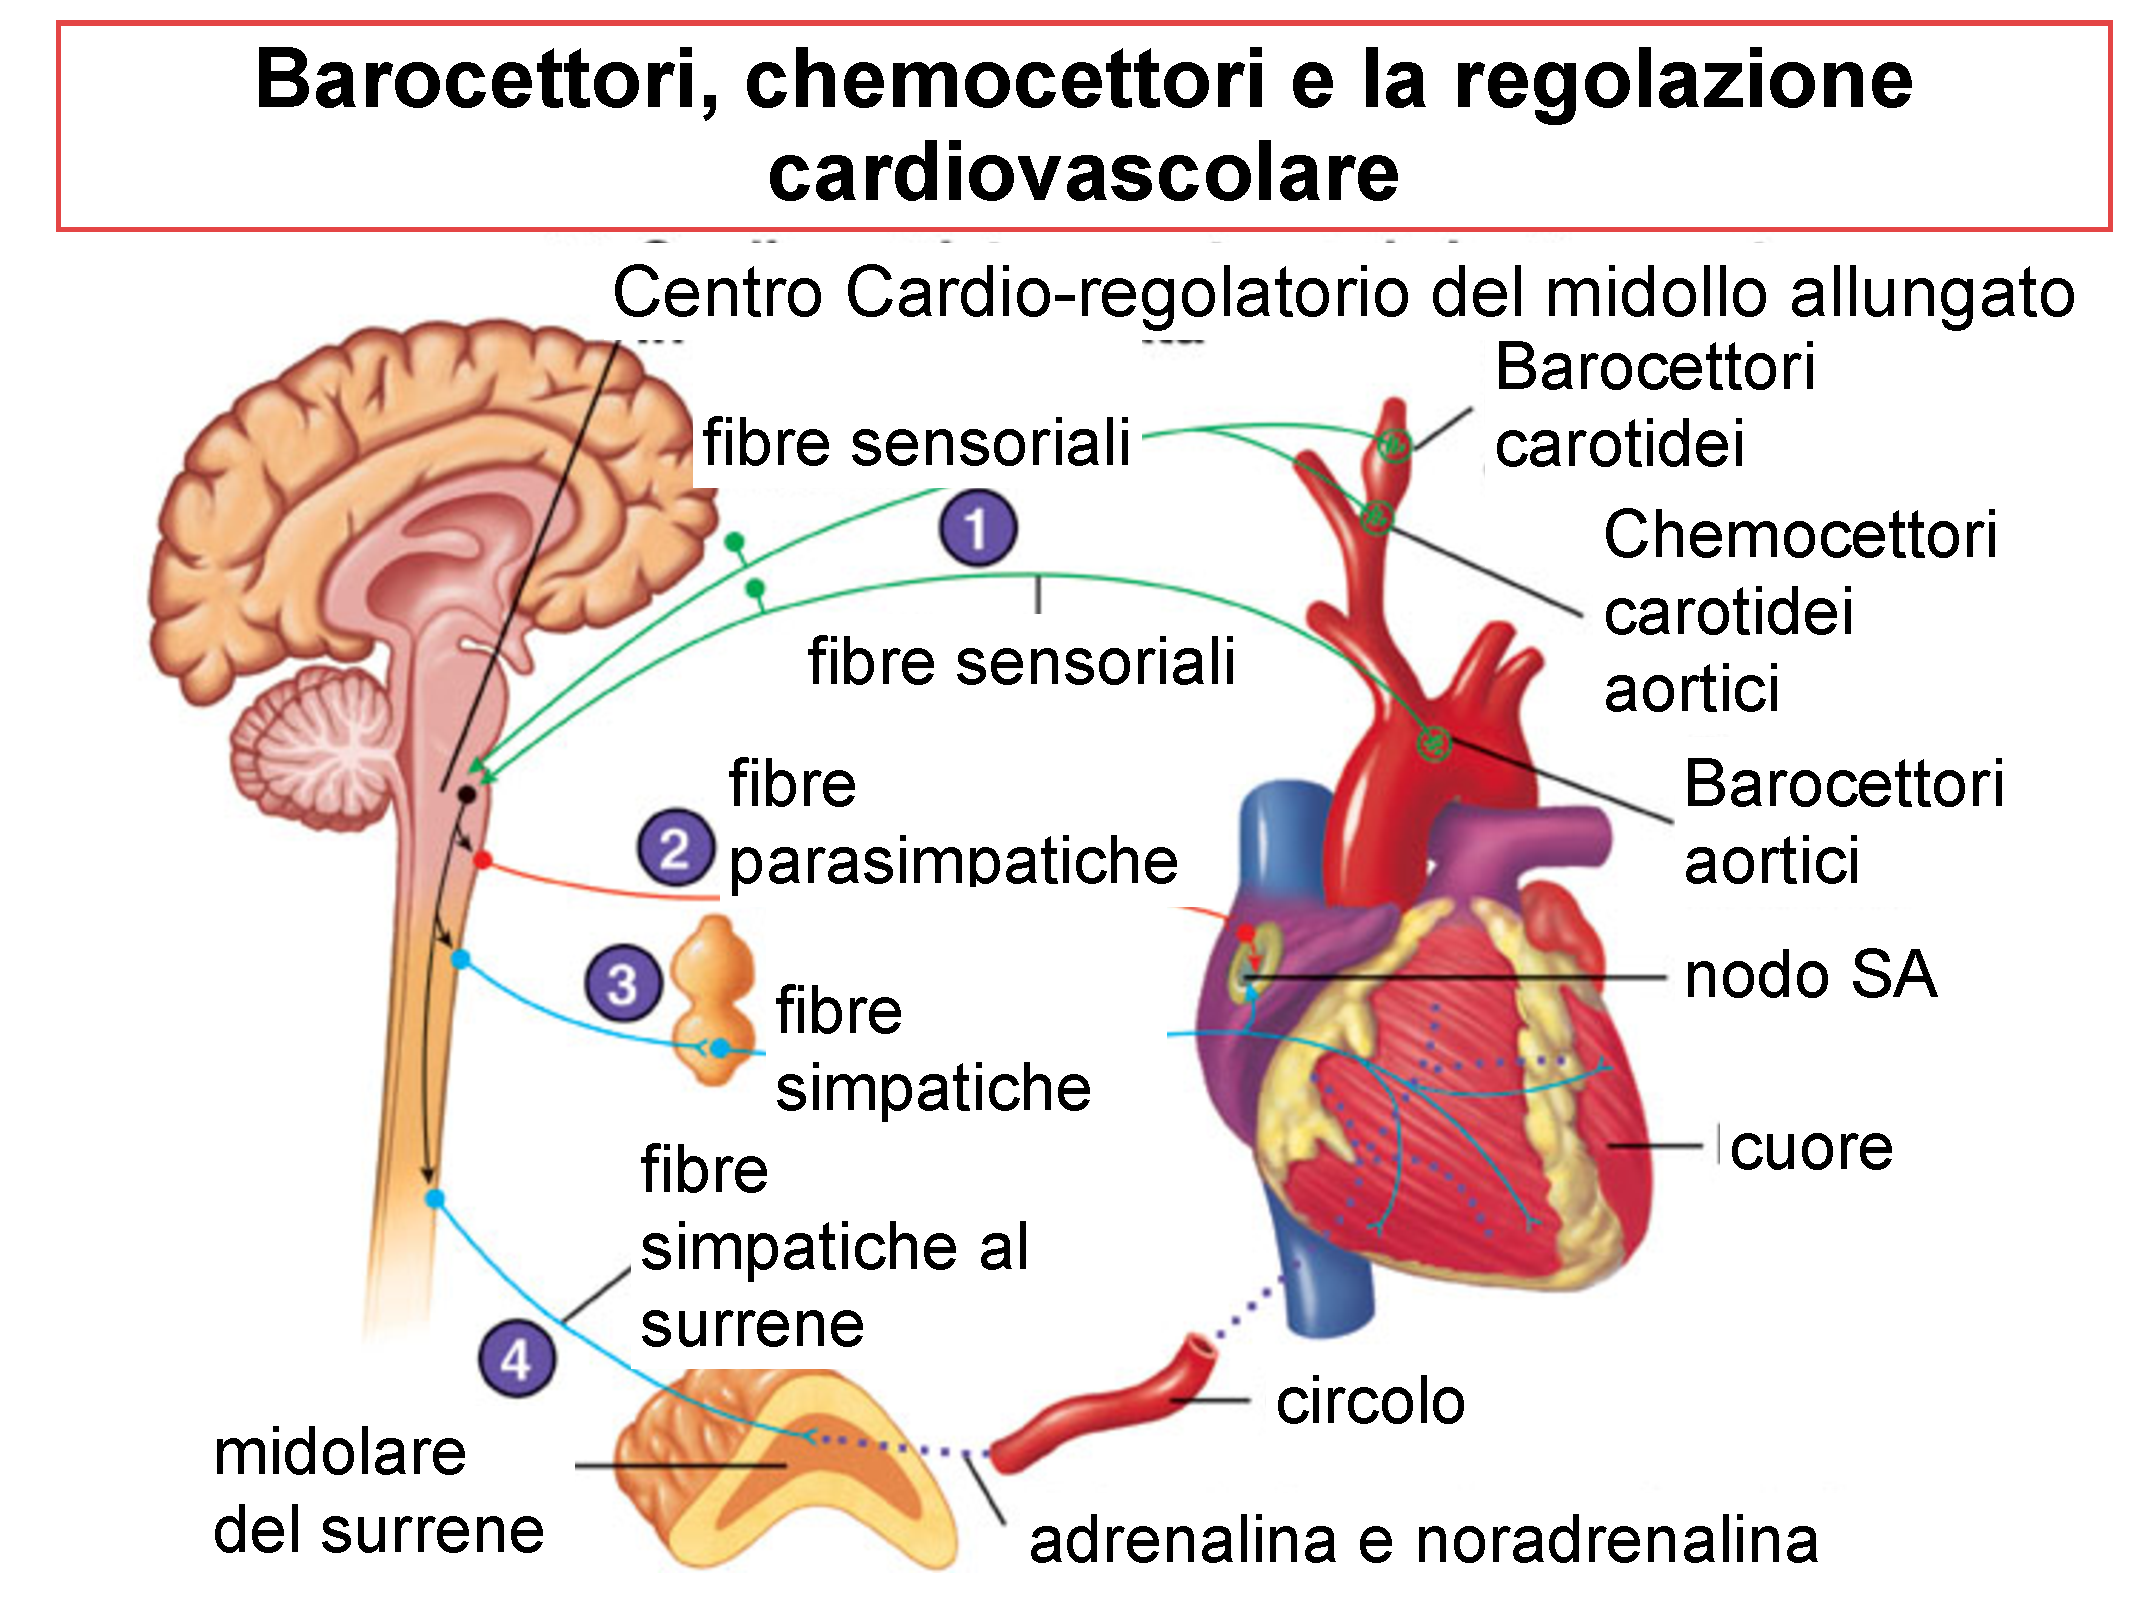 Barocettori, chemocettori e la regolazione
cardiovascolare
Centro Cardio-regolatorio del midollo allungato
Barocettori
carotidei
fibre sensoriali
1
Chemocettori
carotidei
aortici
fibre sensoriali
Barocettori
aortici
2
fibre
parasimpatiche
nodo SA
3
fibre
simpatiche
cuore
fibre
simpatiche al
surrene
4
circolo
midolare
del surrene
adrenalina e noradrenalina